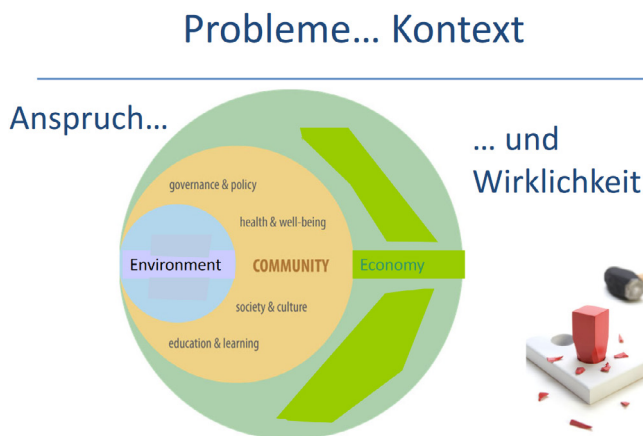 Probleme... Kontext
Anspruch...
... und
Wirklichkeit
governance & policy
health & well-being
Environment
COMMUNITY
Economy
society & culture
education & learning